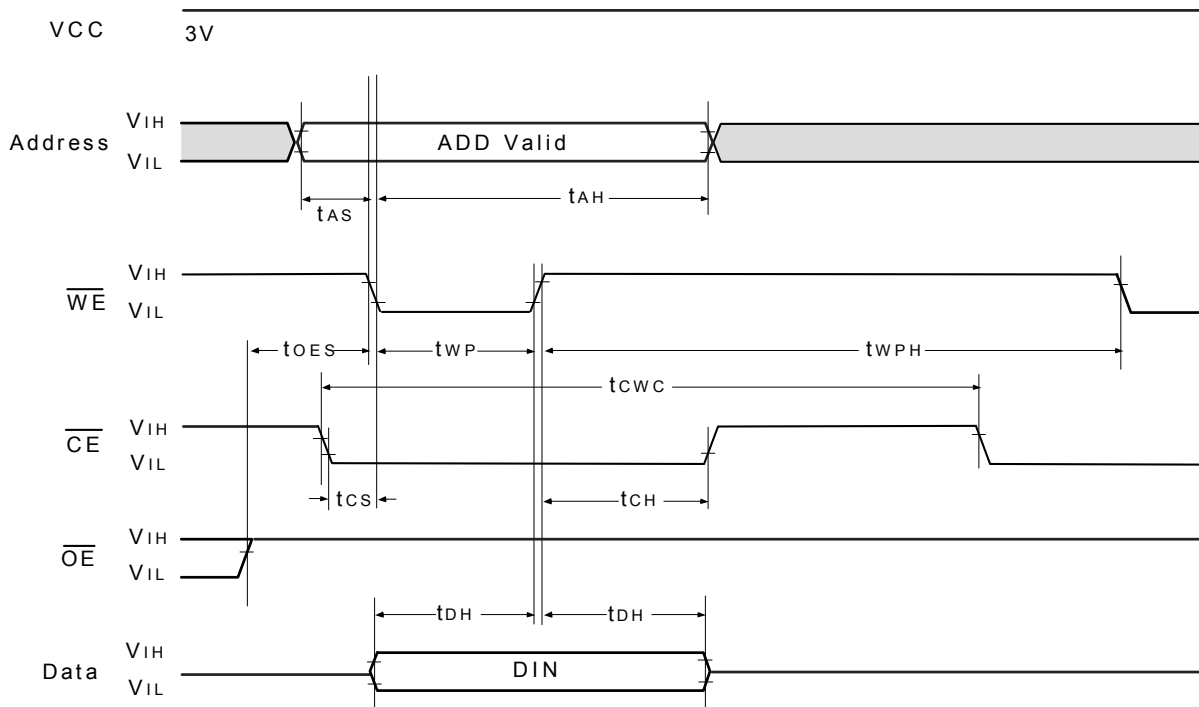 VCC 3V
VIH
Address ADD Valid
VIL
tAS tAH
VIH
WE
VIL
tOES tWP tWPH
tCWC
VIH
CE
VIL
tCS tCH
VIH
OE
VIL
tDH tDH
VIH
Data DIN
VIL